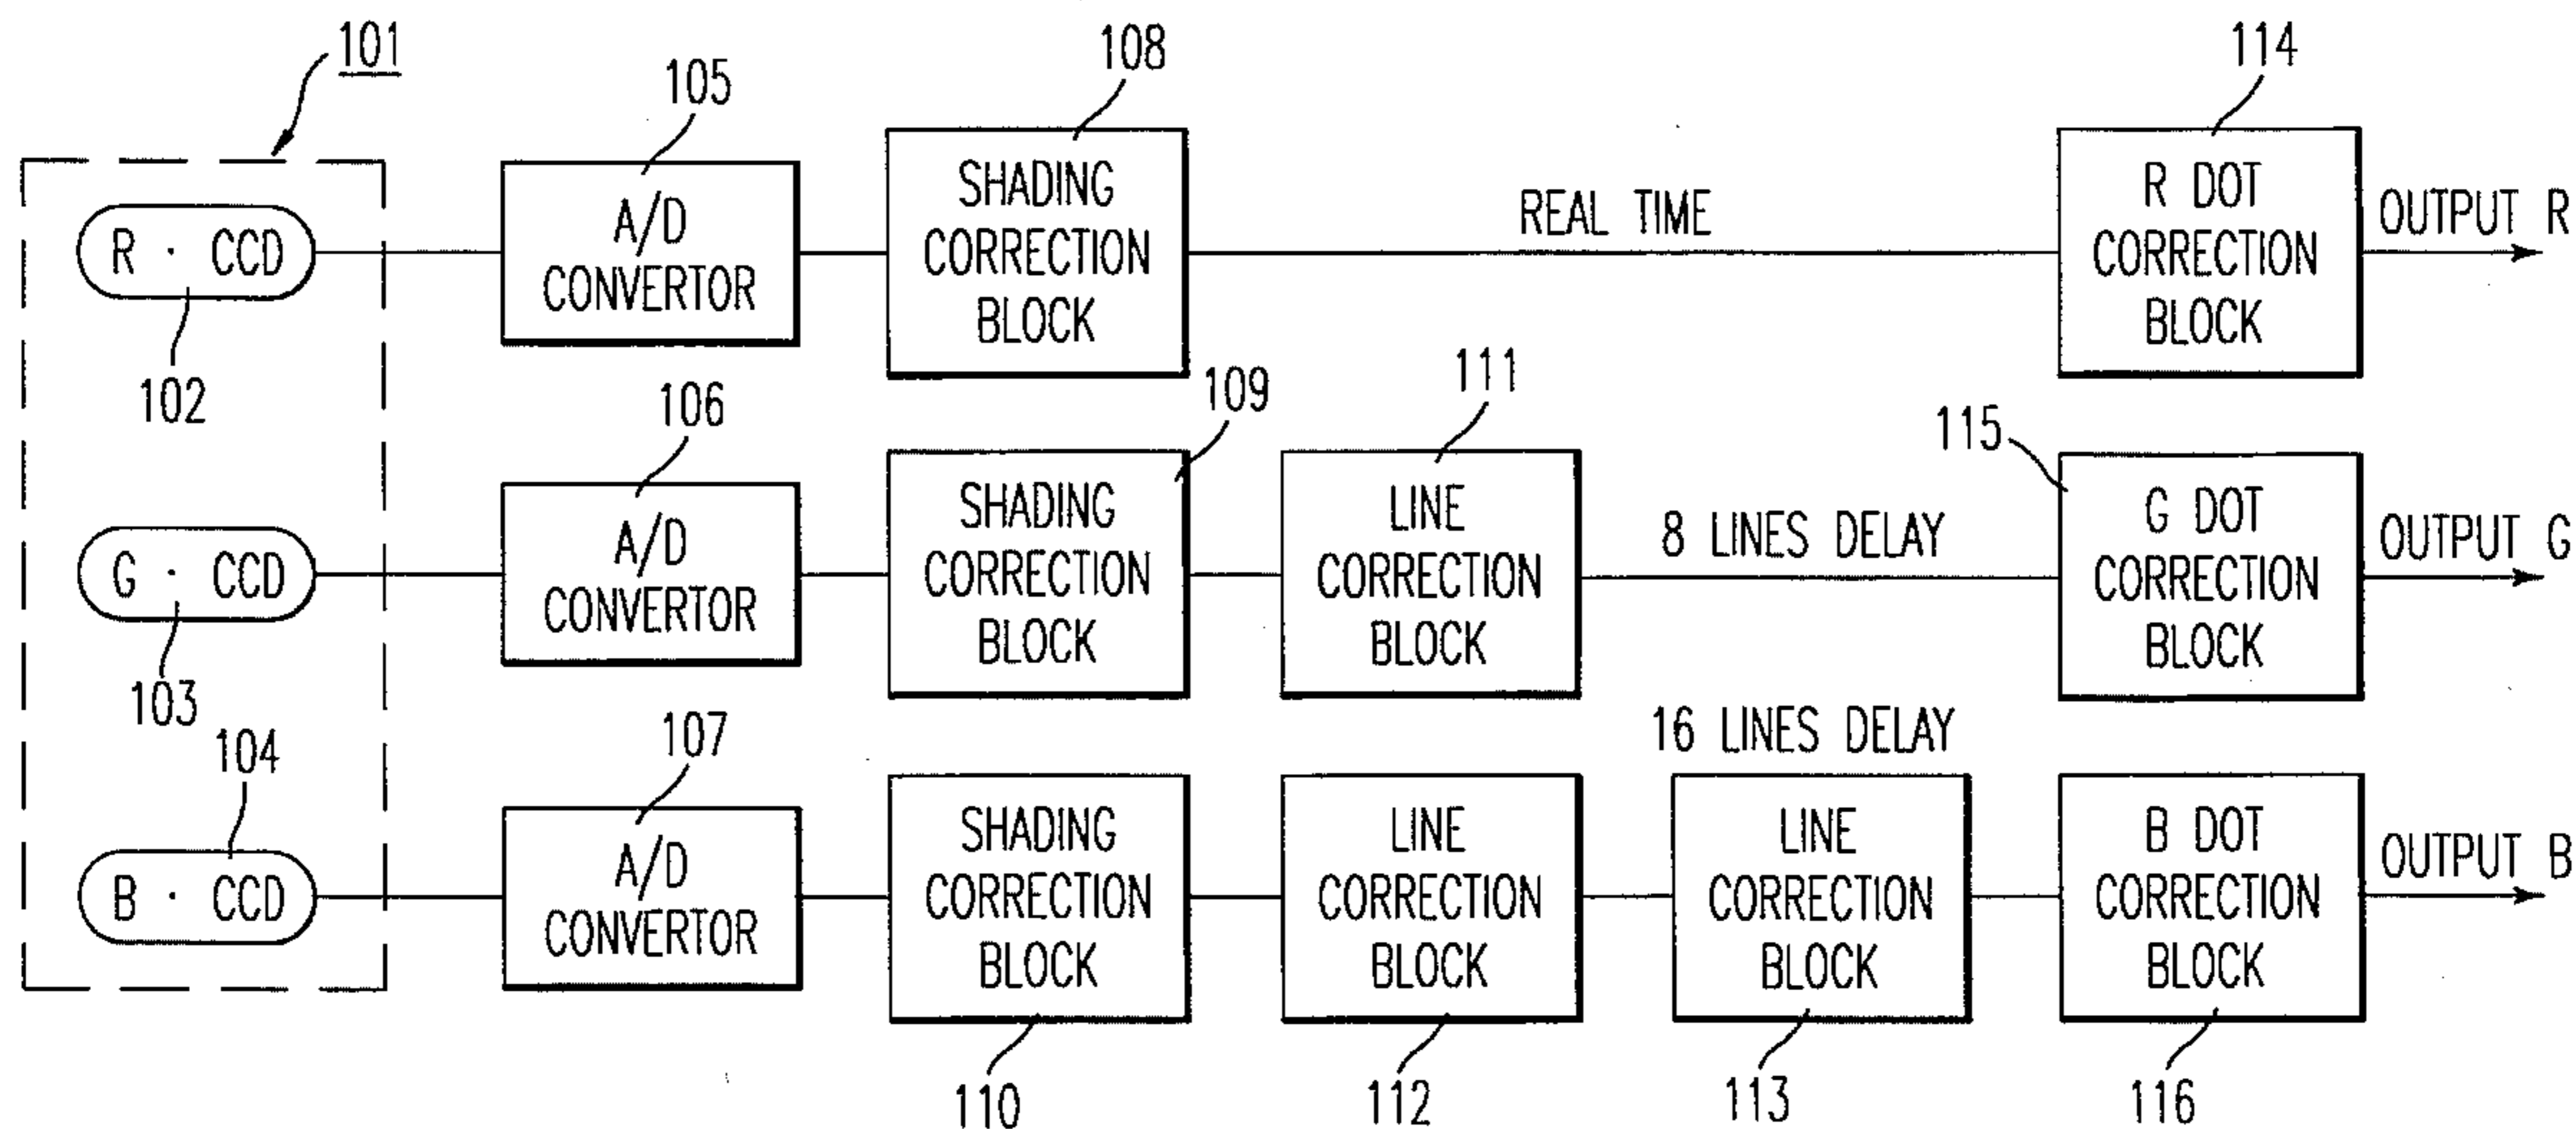 101
108
114
105
R · CCD
A/D
CONVERTOR
SHADING
CORRECTION
BLOCK
REAL TIME
R DOT
CORRECTION
BLOCK
OUTPUT R
102
106
109
111
115
G · CCD
A/D
CONVERTOR
SHADING
CORRECTION
BLOCK
LINE
CORRECTION
BLOCK
8 LINES DELAY
G DOT
CORRECTION
BLOCK
OUTPUT G
103
104
107
16 LINES DELAY
B · CCD
A/D
CONVERTOR
SHADING
CORRECTION
BLOCK
LINE
CORRECTION
BLOCK
LINE
CORRECTION
BLOCK
B DOT
CORRECTION
BLOCK
OUTPUT B
110
112
113
116